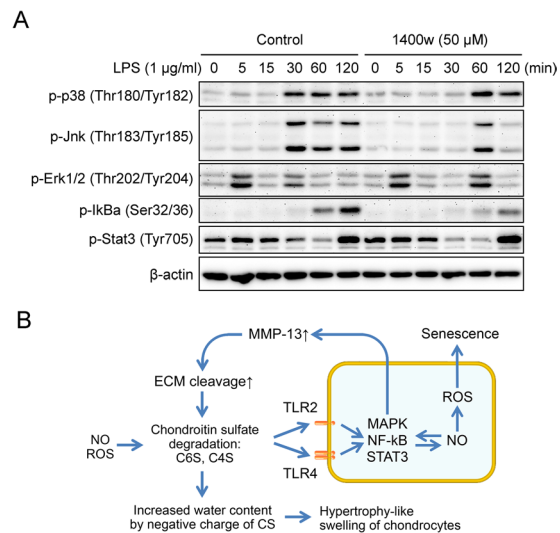 A
Control 1400w (50 μM)
LPS (1 μg/ml) 0 5 15 30 60 120 0 5 15 30 60 120 (min)
p-p38 (Thr180/Tyr182)
p-Jnk (Thr183/Tyr185)
p-Erk1/2 (Thr202/Tyr204)
p-IkBa (Ser32/36)
p-Stat3 (Tyr705)
β-actin
B
MMP-13↑
Senescence
ECM cleavage↑
ROS
TLR2
NO
ROS
Chondroitin sulfate
degradation:
C6S, C4S
MAPK
NF-kB
STAT3
NO
TLR4
Increased water content
by negative charge of CS
Hypertrophy-like
swelling of chondrocytes